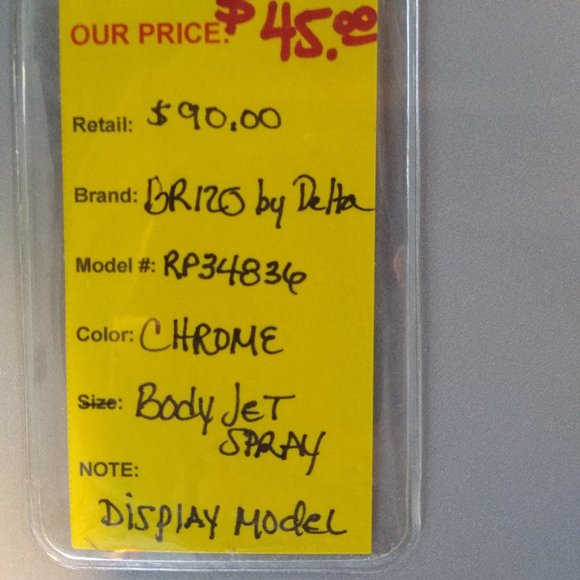 OUR PRICE: $45.00
Retail: $90.00
Brand: BRIZO by Delta
Model #: RP34836
Color: CHROME
Size: Body JET
SPRAY
NOTE:
DiSPLAY MODEL